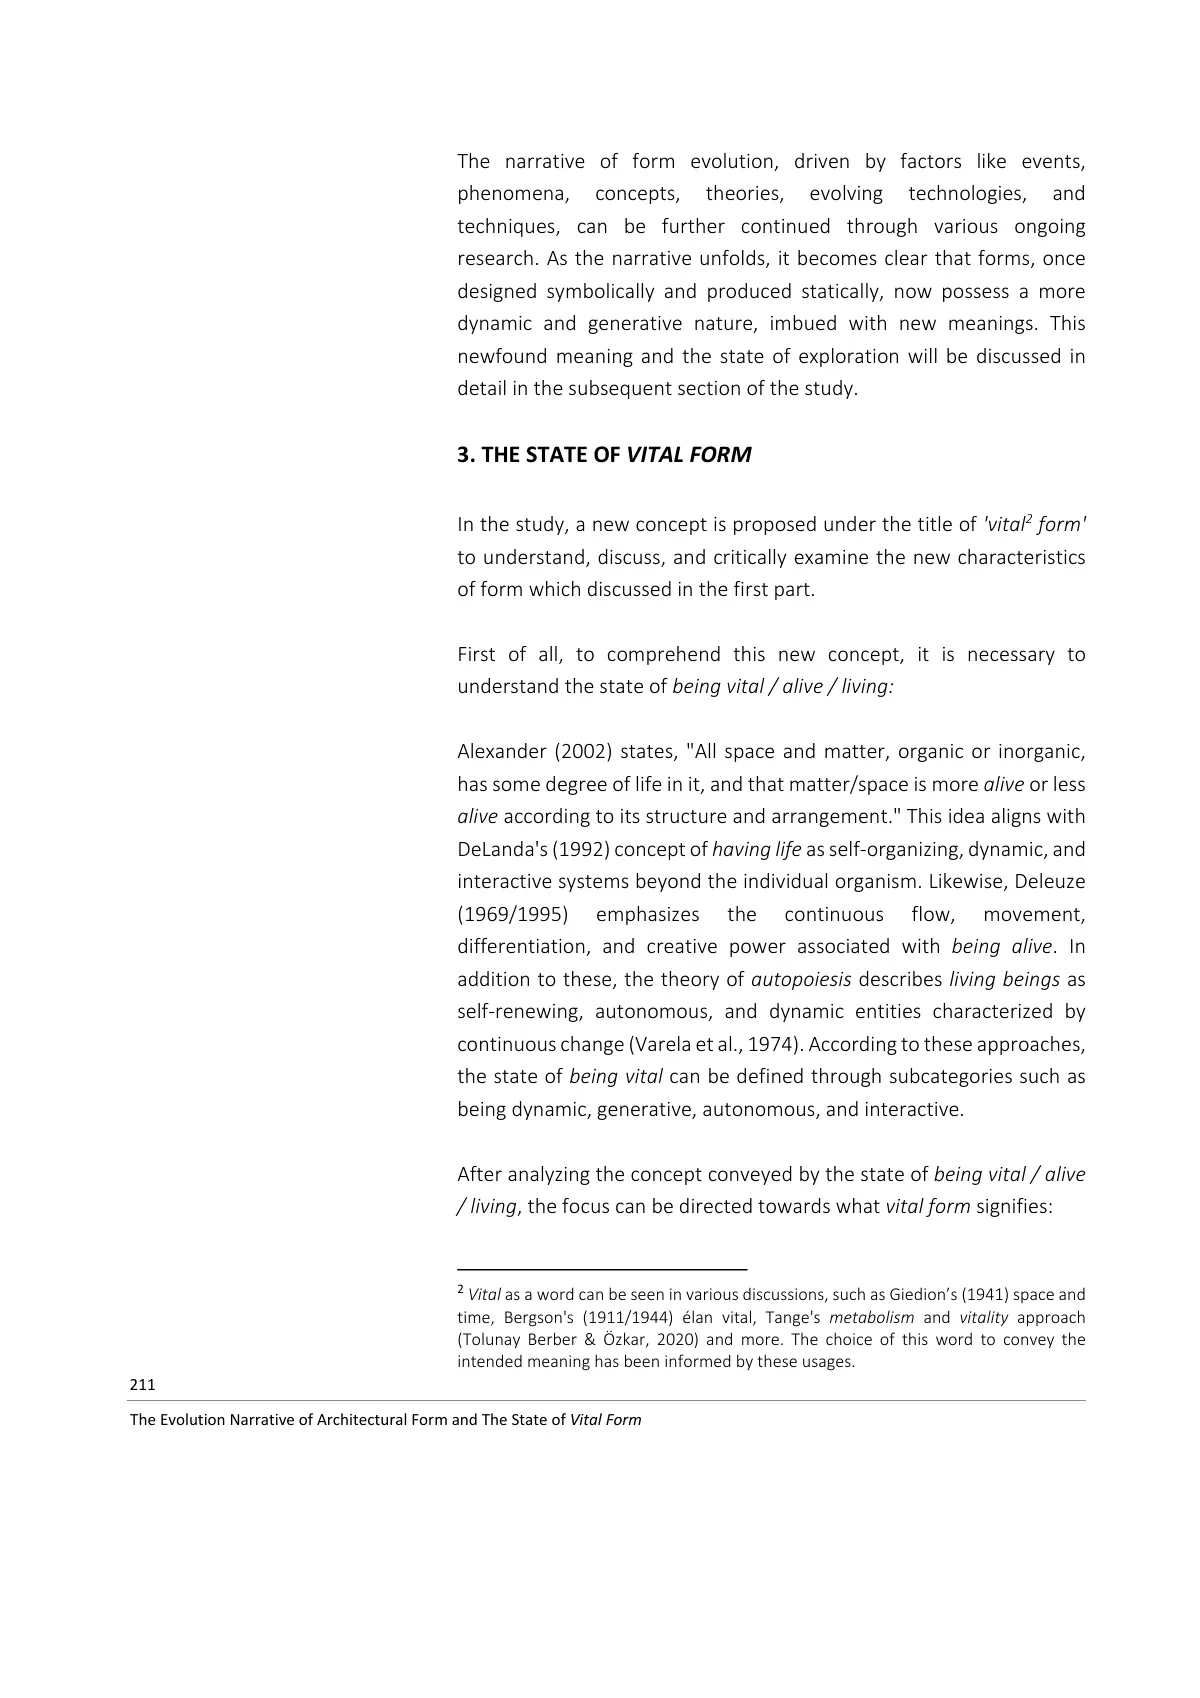 The narrative of form evolution, driven by factors like events,
phenomena, concepts, theories, evolving technologies, and
techniques, can be further continued through various ongoing
research. As the narrative unfolds, it becomes clear that forms, once
designed symbolically and produced statically, now possess a more
dynamic and generative nature, imbued with new meanings. This
newfound meaning and the state of exploration will be discussed in
detail in the subsequent section of the study.
3. THE STATE OF VITAL FORM
In the study, a new concept is proposed under the title of 'vital² form'
to understand, discuss, and critically examine the new characteristics
of form which discussed in the first part.
First of all, to comprehend this new concept, it is necessary to
understand the state of being vital / alive / living:
Alexander (2002) states, "All space and matter, organic or inorganic,
has some degree of life in it, and that matter/space is more alive or less
alive according to its structure and arrangement." This idea aligns with
DeLanda's (1992) concept of having life as self-organizing, dynamic, and
interactive systems beyond the individual organism. Likewise, Deleuze
(1969/1995) emphasizes the continuous flow, movement,
differentiation, and creative power associated with being alive. In
addition to these, the theory of autopoiesis describes living beings as
self-renewing, autonomous, and dynamic entities characterized by
continuous change (Varela et al., 1974). According to these approaches,
the state of being vital can be defined through subcategories such as
being dynamic, generative, autonomous, and interactive.
After analyzing the concept conveyed by the state of being vital / alive
/ living, the focus can be directed towards what vital form signifies:
² Vital as a word can be seen in various discussions, such as Giedion’s (1941) space and
time, Bergson's (1911/1944) élan vital, Tange's metabolism and vitality approach
(Tolunay Berber & Özkar, 2020) and more. The choice of this word to convey the
intended meaning has been informed by these usages.
211
The Evolution Narrative of Architectural Form and The State of Vital Form